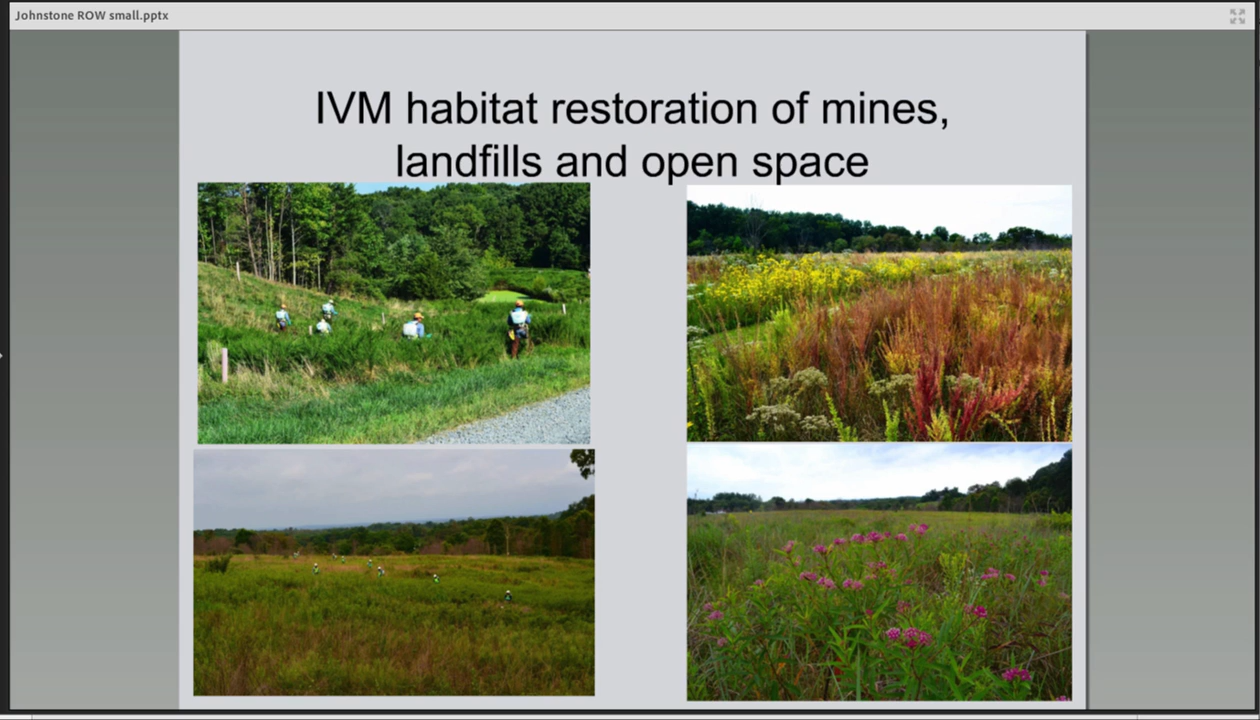 Johnstone ROW small.pptx
IVM habitat restoration of mines,
landfills and open space